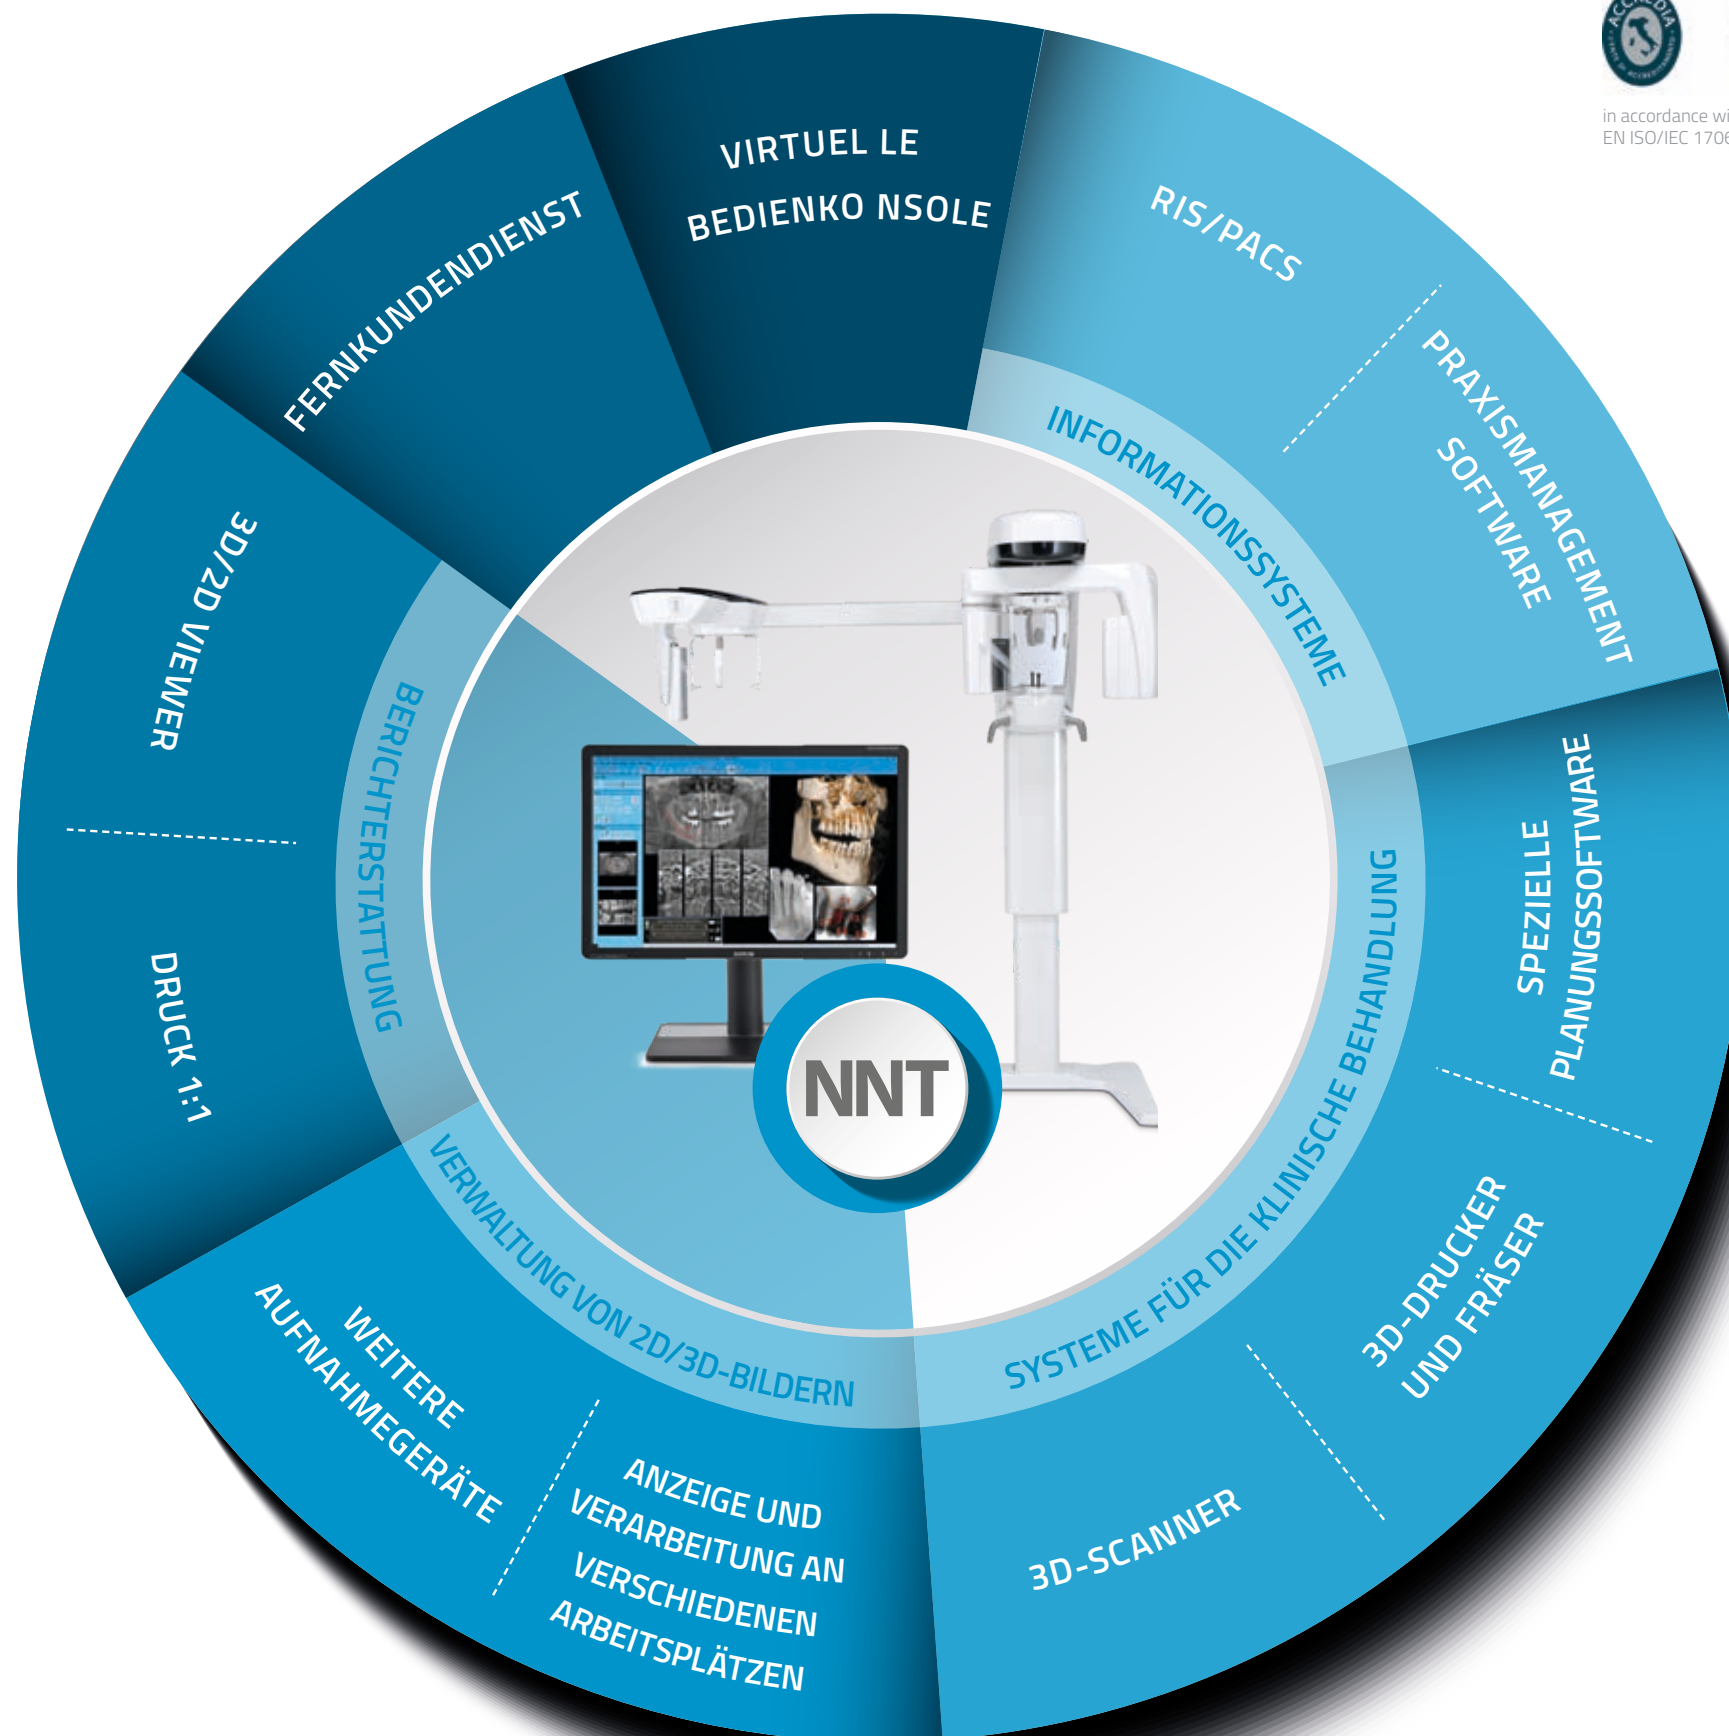 ACCREDIA
in accordance wi
EN ISO/IEC 1706
VIRTUEL LE
BEDIENKO NSOLE
RIS/PACS
PRAXISMANAGEMENT
SOFTWARE
INFORMATIONSSYSTEME
SPEZIELLE
PLANUNGSSOFTWARE
3D-DRUCKER
UND FRÄSER
3D-SCANNER
SYSTEME FÜR DIE KLINISCHE BEHANDLUNG
ANZEIGE UND
VERARBEITUNG AN
VERSCHIEDENEN
ARBEITSPLÄTZEN
WEITERE
AUFNAHMEGERÄTE
VERWALTUNG VON 2D/3D-BILDERN
DRUCK 1:1
3D/2D VIEWER
BERICHTERSTATTUNG
FERNKUNDENDIENST
NNT